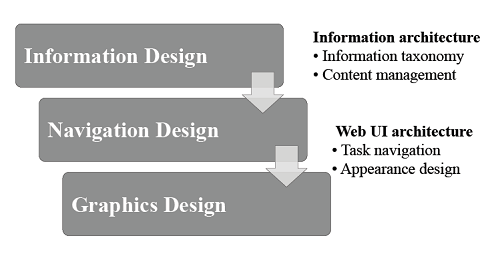 Information Design
Information architecture
• Information taxonomy
• Content management
Navigation Design
Web UI architecture
• Task navigation
• Appearance design
Graphics Design